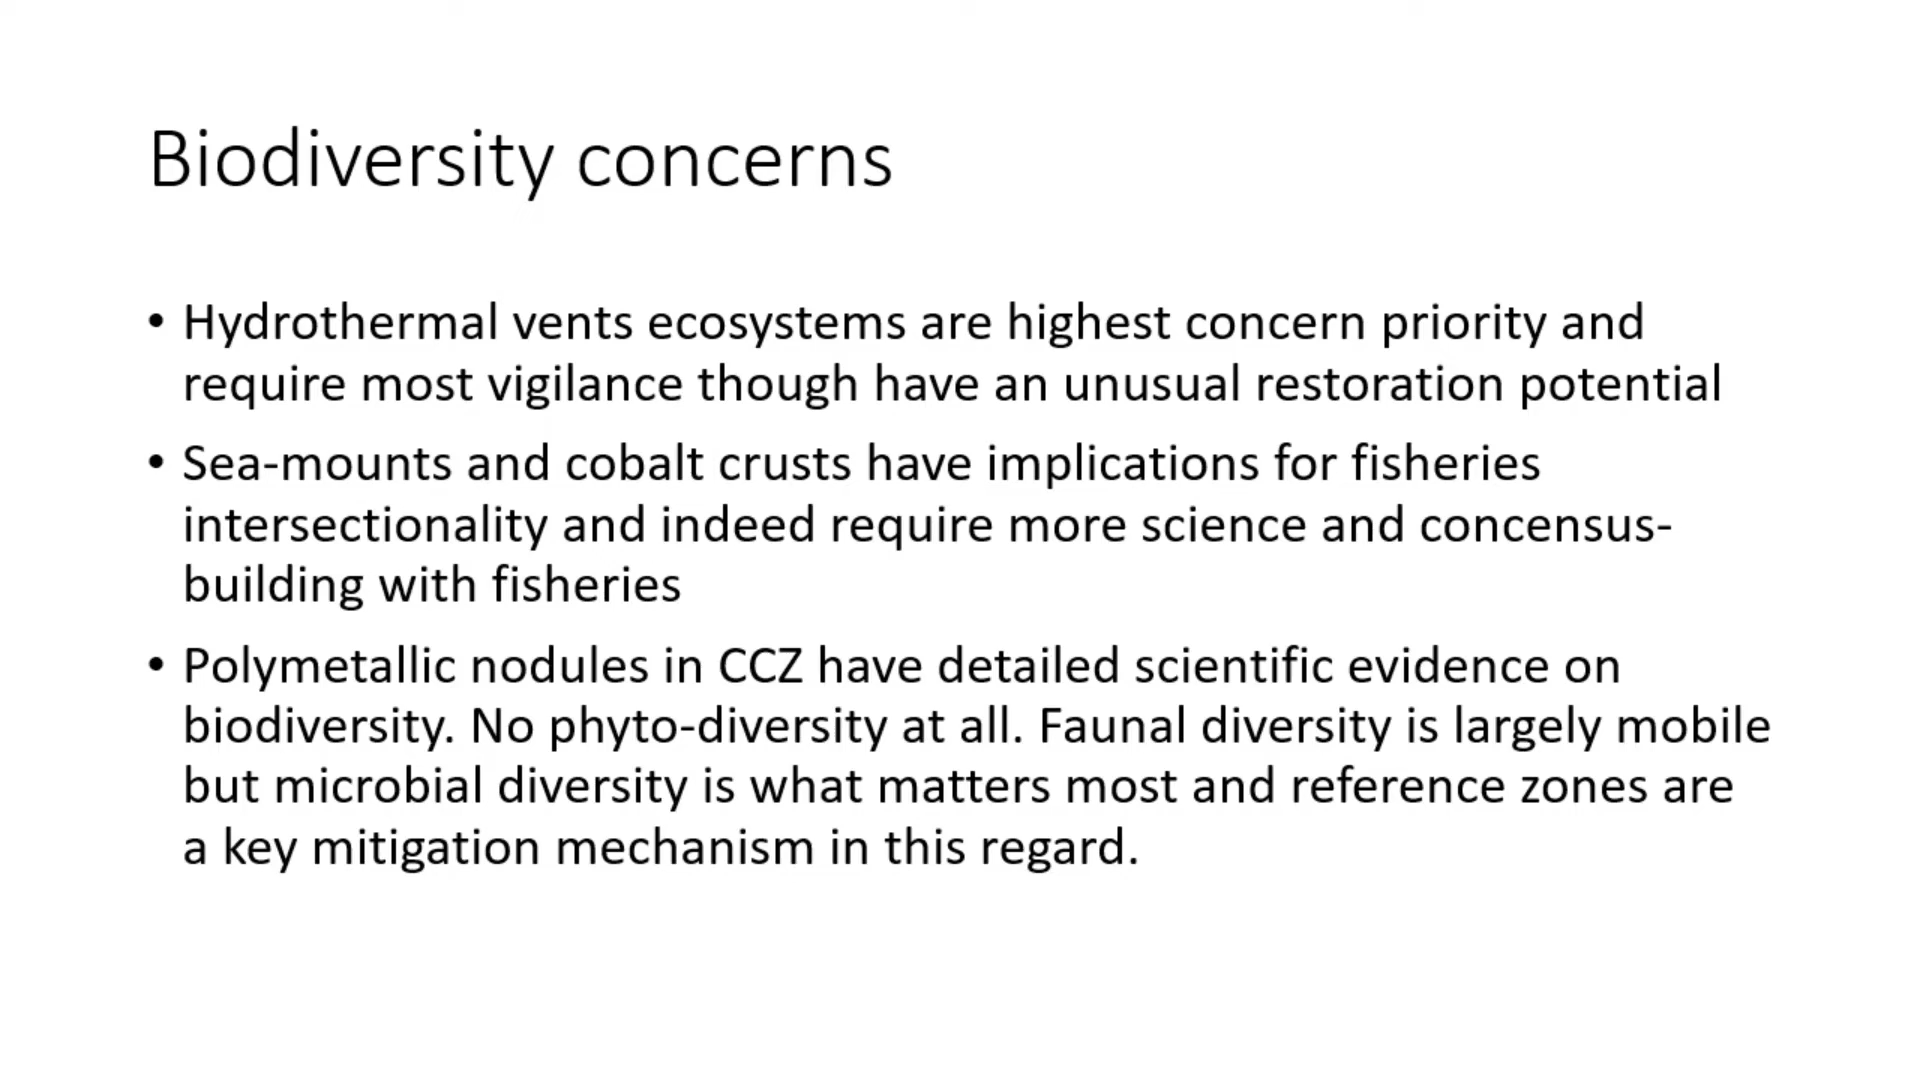 Biodiversity concerns
• Hydrothermal vents ecosystems are highest concern priority and
require most vigilance though have an unusual restoration potential
• Sea-mounts and cobalt crusts have implications for fisheries
intersectionality and indeed require more science and concensus-
building with fisheries
• Polymetallic nodules in CCZ have detailed scientific evidence on
biodiversity. No phyto-diversity at all. Faunal diversity is largely mobile
but microbial diversity is what matters most and reference zones are
a key mitigation mechanism in this regard.